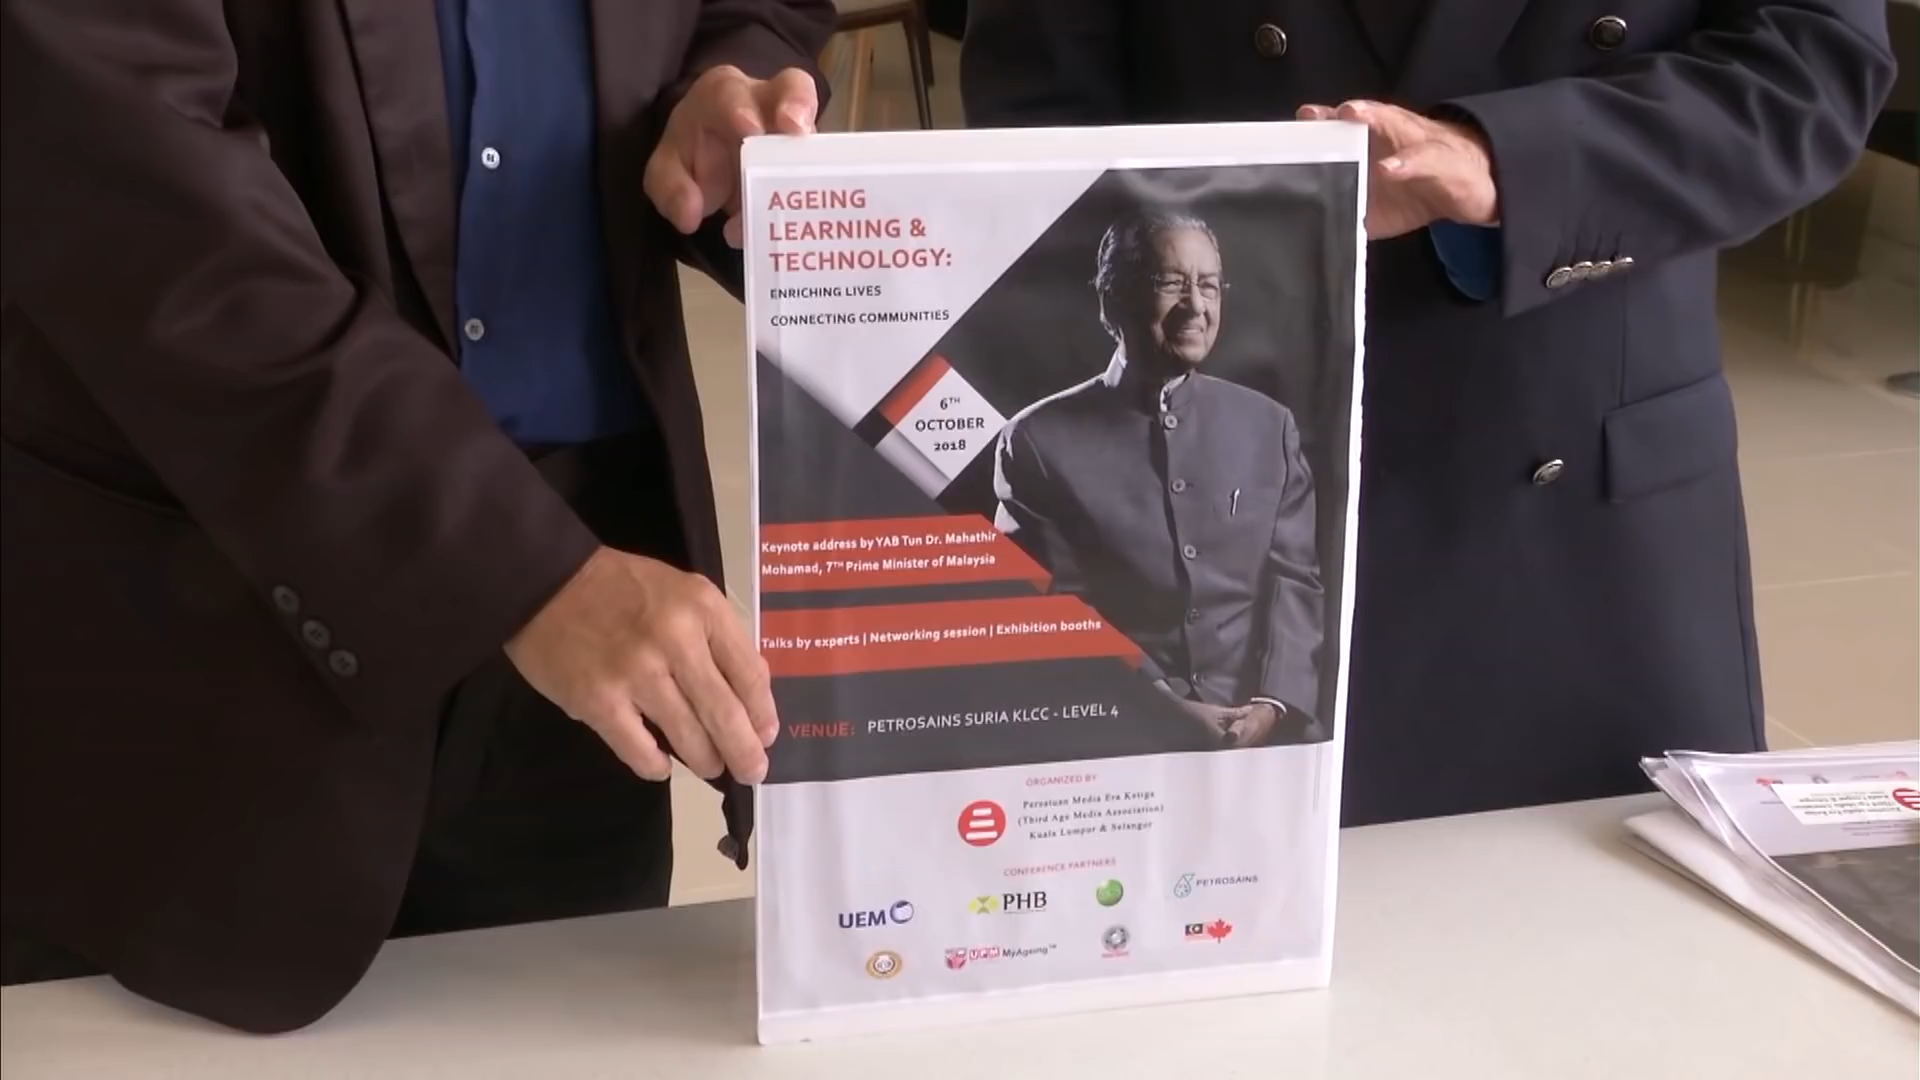 AGEING
LEARNING &
TECHNOLOGY:
ENRICHING LIVES
CONNECTING COMMUNITIES
6TH
OCTOBER
2018
Keynote address by YAB Tun Dr. Mahathir
Mohamad, 7TH Prime Minister of Malaysia
Talks by experts | Networking session | Exhibition booths
VENUE: PETROSAINS SURIA KLCC - LEVEL 4
ORGANIZED BY
Persatuan Media Era Ketiga
(Third Age Media Association)
Kuala Lumpur & Selangor
CONFERENCE PARTNERS
UEM PHB PETROSAINS
UPM MyAgeing™